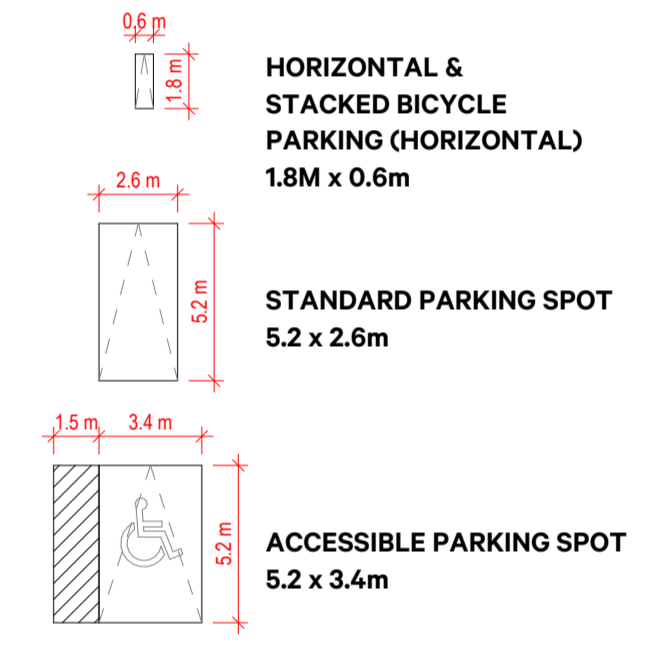 0.6 m
1.8 m
HORIZONTAL &
STACKED BICYCLE
PARKING (HORIZONTAL)
1.8M x 0.6m
2.6 m
5.2 m
STANDARD PARKING SPOT
5.2 x 2.6m
1.5 m
3.4 m
5.2 m
ACCESSIBLE PARKING SPOT
5.2 x 3.4m